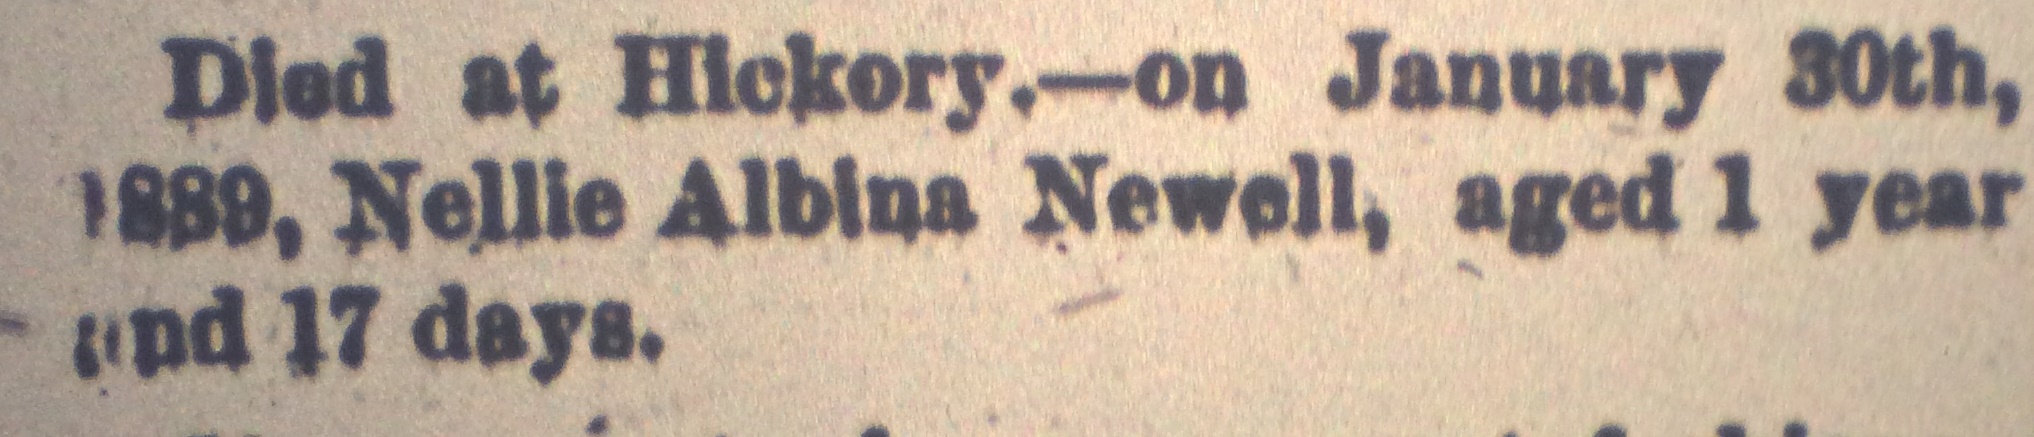 Died at Hickory.—on January 30th,
1889, Nellie Albina Newell, aged 1 year
and 17 days.